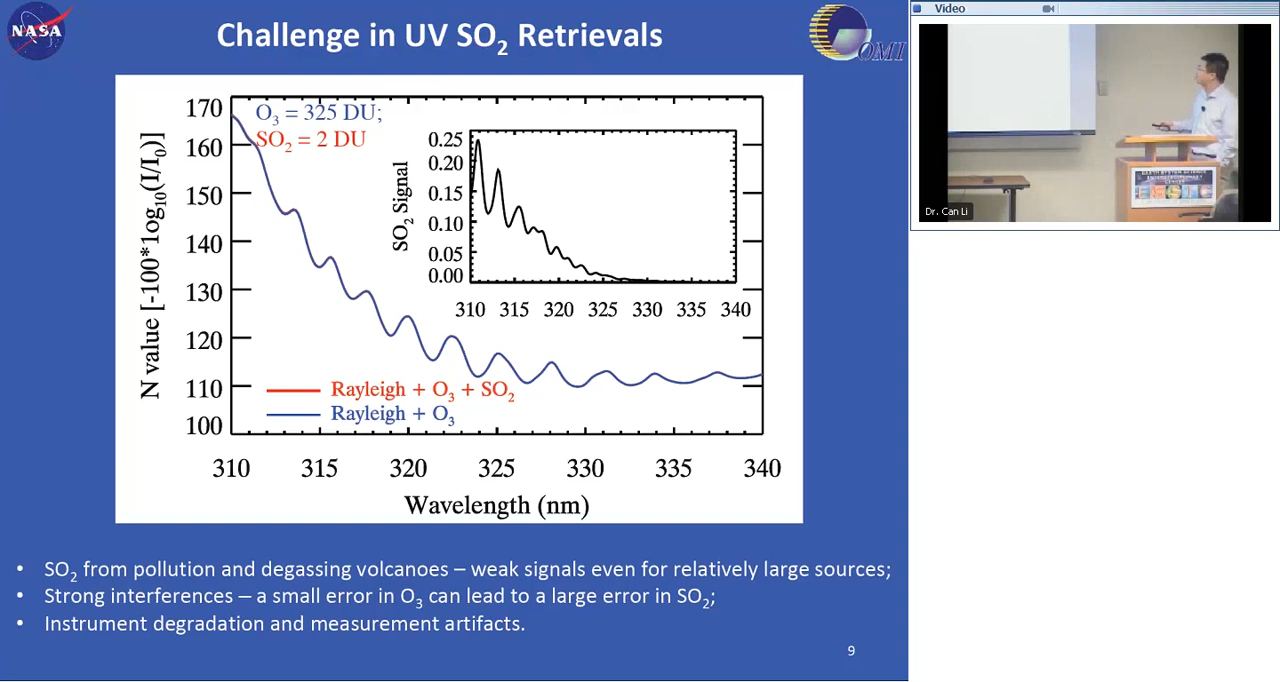 NASA
Challenge in UV SO₂ Retrievals
OMI
Video
170
160
150
140
130
120
110
100
N value [-100*log₁₀(I/I₀)]
O₃ = 325 DU;
SO₂ = 2 DU
0.25
0.20
0.15
0.10
0.05
0.00
SO₂ Signal
310 315 320 325 330 335 340
Rayleigh + O₃ + SO₂
Rayleigh + O₃
310 315 320 325 330 335 340
Wavelength (nm)
Dr. Can Li
EARTH SYSTEM SCIENCE
INTERDISCIPLINARY
CENTER
• SO₂ from pollution and degassing volcanoes – weak signals even for relatively large sources;
• Strong interferences – a small error in O₃ can lead to a large error in SO₂;
• Instrument degradation and measurement artifacts.
9